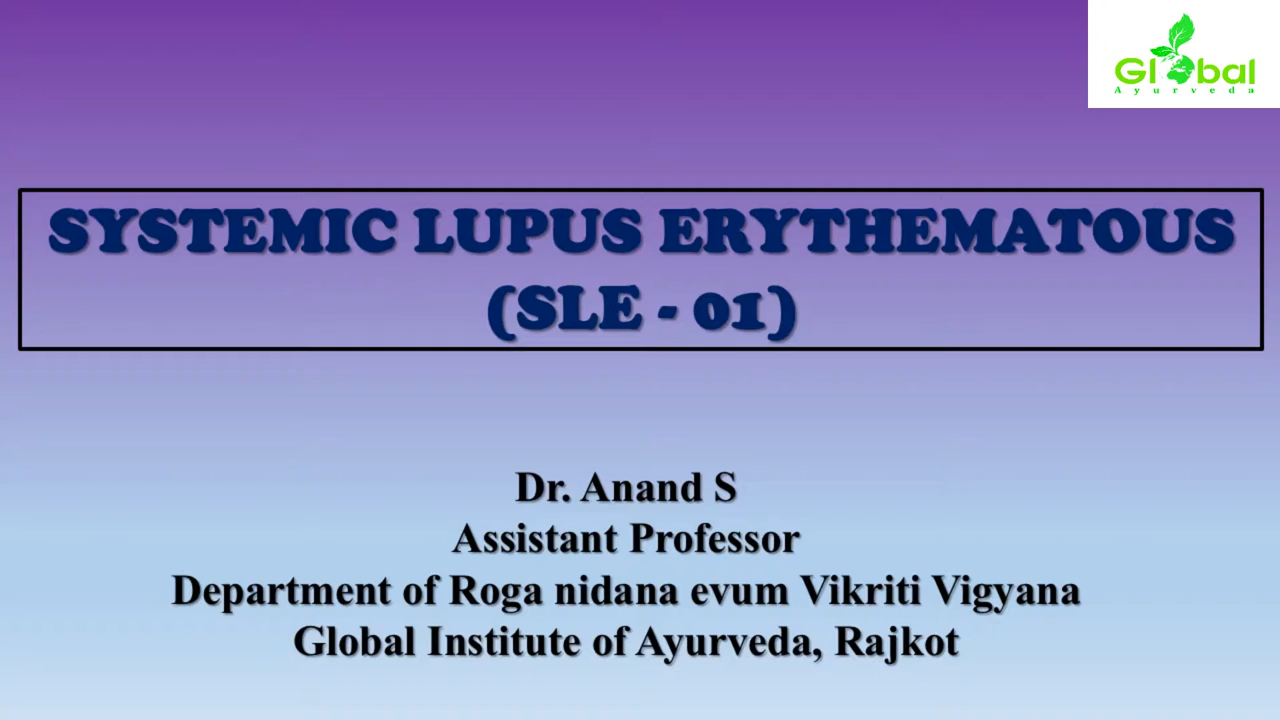 Global
Ayurveda
SYSTEMIC LUPUS ERYTHEMATOUS
(SLE - 01)
Dr. Anand S
Assistant Professor
Department of Roga nidana evum Vikriti Vigyana
Global Institute of Ayurveda, Rajkot